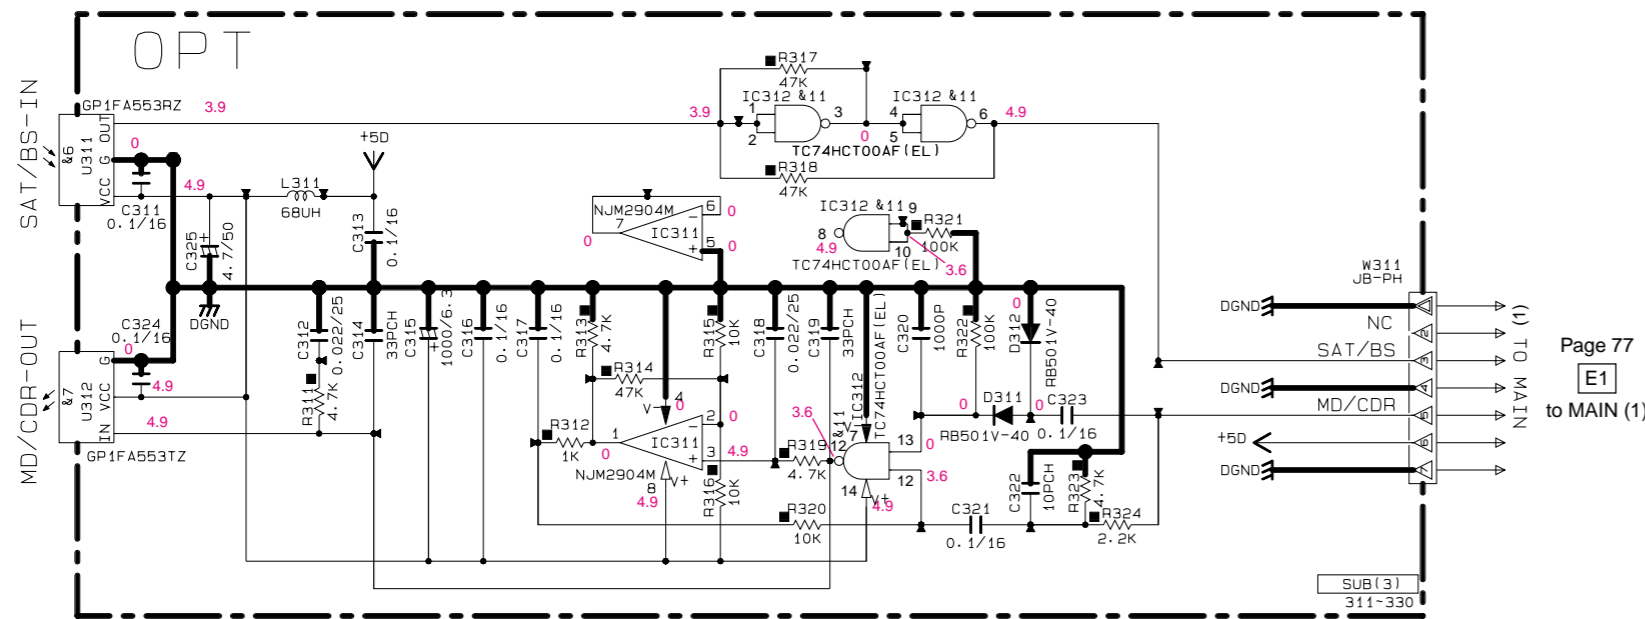 OPT
SAT/BS-IN
GP1FA553RZ
3.9
OUT
G
VCC
&6
U311
0
C311
0.1/16
4.9
+5D
L311
68UH
C325
+
4.7/50
C313
0.1/16
DGND
3.9
R317
47K
IC312 &11
1
2
3
0
TC74HCT00AF(EL)
IC312 &11
4
5
6
4.9
R318
47K
NJM2904M
7
IC311
6
-
0
5
+
0
0
IC312 &11
9
8
10
4.9
TC74HCT00AF(EL)
R321
100K
3.6
W311
JB-PH
DGND
1
NC
2
SAT/BS
3
DGND
4
MD/CDR
5
+5D
6
DGND
7
(1) TO MAIN
Page 77
E1
to MAIN (1)
MD/CDR-OUT
C324
0.1/16
0
G
VCC
IN
&7
U312
4.9
4.9
GP1FA553TZ
C312
0.022/25
R311
4.7K
C314
33PCH
C315
+
1000/6.3
C316
0.1/16
C317
0.1/16
R313
4.7K
R314
47K
R312
1K
R315
10K
C318
0.022/25
C319
33PCH
IC312
TC74HCT00AF(EL)
C320
1000P
R322
100K
0
D312
RB501V-40
V-
4
0
1
0
2
-
0
IC311
3
+
4.9
NJM2904M
8
V+
4.9
R316
10K
R319
4.7K
3.6
&11
12
V-
7
13
0
12
3.6
14
V+
4.9
0
D311
0
RB501V-40
C323
0.1/16
R320
10K
C321
0.1/16
C322
10PCH
R323
4.7K
R324
2.2K
SUB(3)
311~330